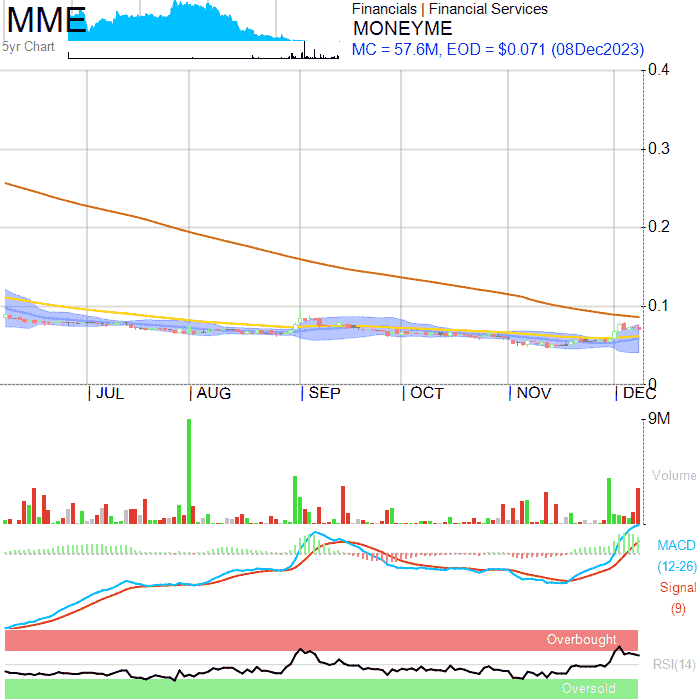 MME
5yr Chart
Financials | Financial Services
MONEYME
MC = 57.6M, EOD = $0.071 (08Dec2023)
0.4
0.3
0.2
0.1
0
JUL
AUG
SEP
OCT
NOV
DEC
9M
Volume
MACD
(12-26)
Signal
(9)
Overbought
RSI(14)
Oversold